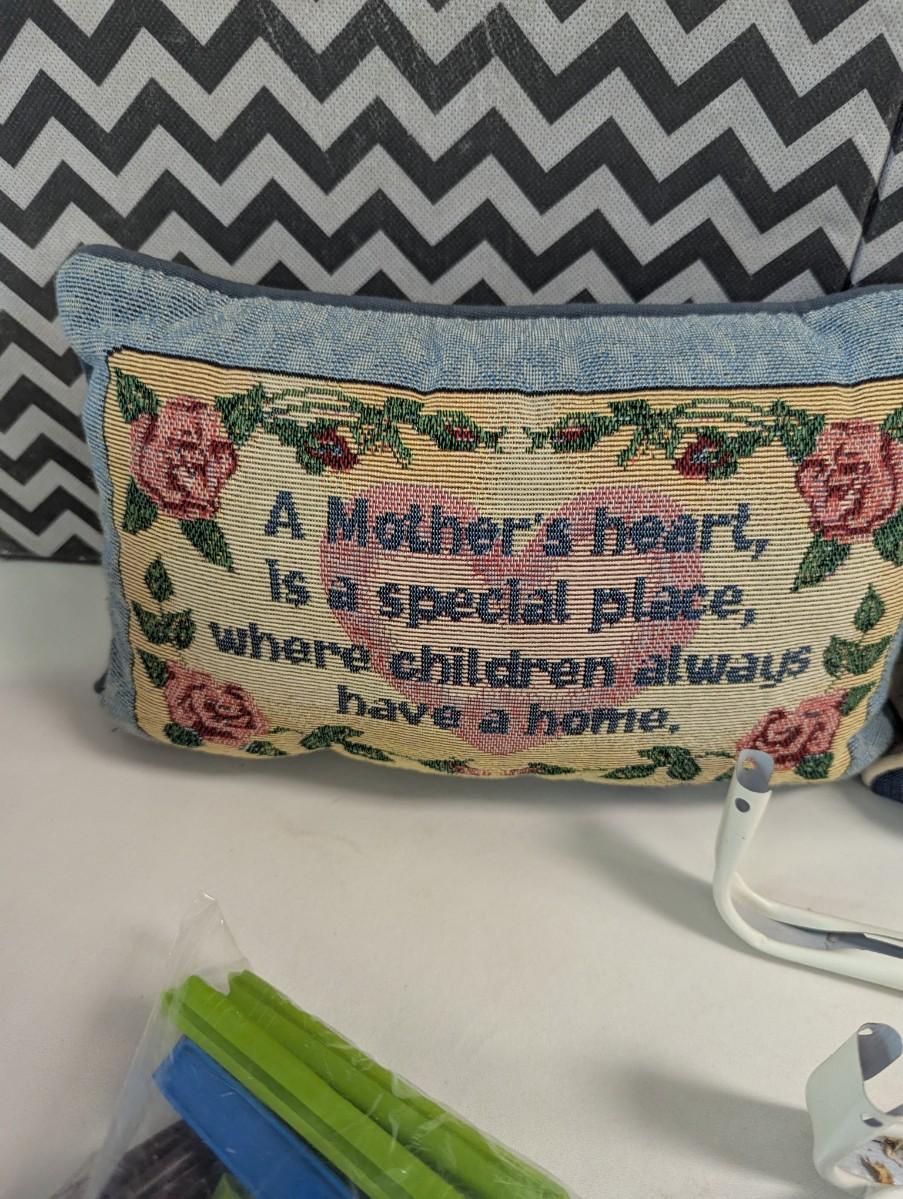 A Mother's heart,
Is a special place,
where children always
have a home.